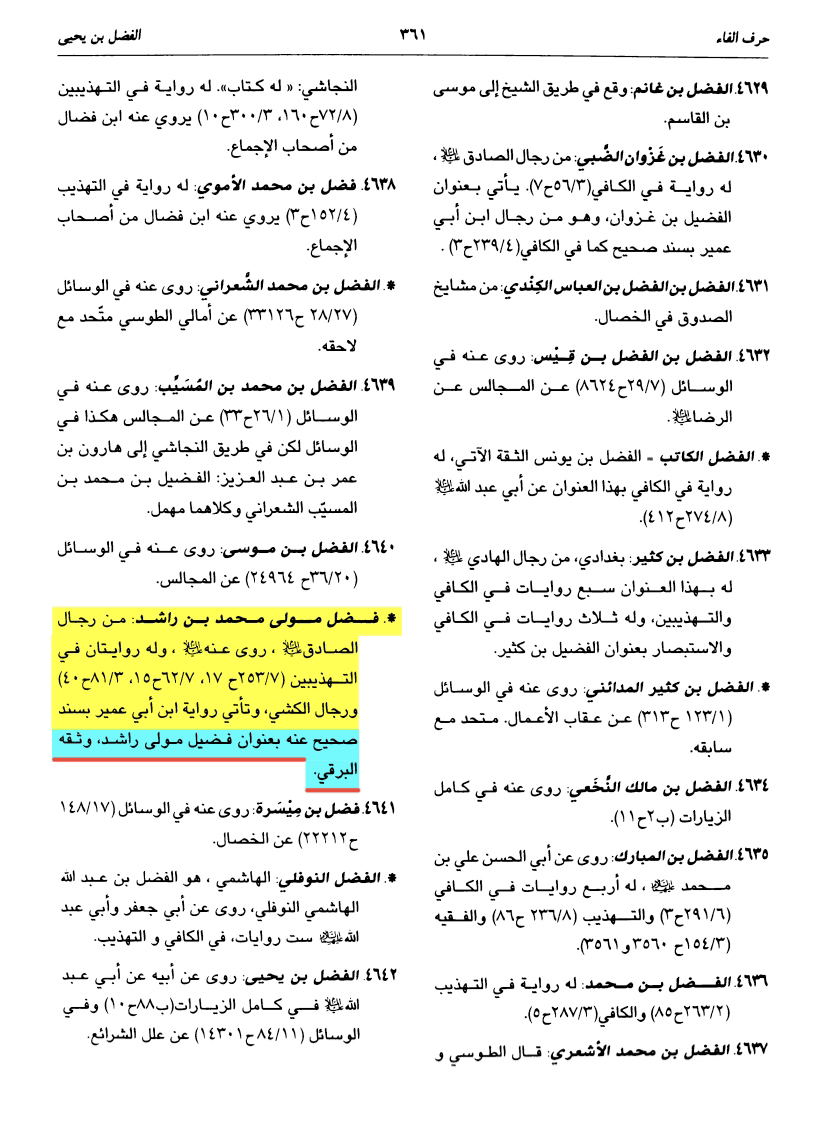 حرف الفاء ٣٦١ الفضل بن يحيى
٤٦٢٩. الفضل بن غانم: وقع في طريق الشيخ إلى موسى
بن القاسم.
٤٦٣٠. الفضل بن غَزْوان الضَّبي: من رجال الصادق ﷺ،
له رواية في الكافي(٥٦/٣ح٧). يأتي بعنوان
الفضيل بن غزوان، وهو من رجال ابن أبي
عمير بسند صحيح كما في الكافي(٢٣٩/٤ح٣) .
٤٦٣١. الفضل بن الفضل بن العباس الكِنْدي: من مشايخ
الصدوق في الخصال.
٤٦٣٢. الفضل بن الفضل بن قَيْس: روى عنه في
الوسائل (٢٩/٧ح٨٦٢٤) عن المجالس عن
الرضا.
*. الفضل الكاتب = الفضل بن يونس الثقة الآتي، له
رواية في الكافي بهذا العنوان عن أبي عبد الله
(٢٧٤/٨ح٤١٢).
٤٦٣٣. الفضل بن كثير: بغدادي، من رجال الهادي ،
له بهذا العنوان سبع روايات في الكافي
والتهذيبين، وله ثلاث روايات في الكافي
والاستبصار بعنوان الفضيل بن كثير.
*. الفضل بن كثير المدائني: روى عنه في الوسائل
(١٢٣/١ ح٣١٣) عن عقاب الأعمال. متحد مع
سابقه.
٤٦٣٤. الفضل بن مالك النَّخَعي: روى عنه في كامل
الزيارات (ب٢ح١١).
٤٦٣٥. الفضل بن المبارك: روى عن أبي الحسن علي بن
محمد ، له أربع روايات في الكافي
(٢٩١/٦ح٣) والتهذيب (٢٣٦/٨ ح٨٦) والفقيه
(١٥٤/٣ح ٣٥٦٠ و٣٥٦١).
٤٦٣٦. الفضل بن محمد: له رواية في التهذيب
(٢٦٣/٢ح٨٥) والكافي(٢٨٧/٣ح٥).
٤٦٣٧. الفضل بن محمد الأشعري: قال الطوسي و
النجاشي: « له كتاب». له رواية في التهذيبين
(٧٢/٨ح١٦٠، ٣٠٠/٣ح١٠) يروي عنه ابن فضال
من أصحاب الإجماع.
٤٦٣٨. فضل بن محمد الأموي: له رواية في التهذيب
(١٥٢/٤ح٣) يروي عنه ابن فضال من أصحاب
الإجماع.
*. الفضل بن محمد الشَّعراني: روى عنه في الوسائل
(٢٨/٢٧ ح٣٣١٢٦) عن أمالي الطوسي متّحد مع
لاحقه.
٤٦٣٩. الفضل بن محمد بن المُسَيَّب: روى عنه في
الوسائل (٢٦/١ح٣٣) عن المجالس هكذا في
الوسائل لكن في طريق النجاشي إلى هارون بن
عمر بن عبد العزيز: الفضيل بن محمد بن
المسيّب الشعراني وكلاهما مهمل.
٤٦٤٠. الفضل بن موسى: روى عنه في الوسائل
(٣٦/٢٠ح ٢٤٩٦٤) عن المجالس.
*. فضل مولى محمد بن راشد: من رجال
الصادق ، روى عنه ، وله روايتان في
التهذيبين (٢٥٣/٧ح ١٧، ٦٢/٧ح١٥، ٨١/٣ح٤٠)
ورجال الكشي، وتأتي رواية ابن أبي عمير بسند
صحيح عنه بعنوان فضيل مولى راشد، وثقه
البرقي.
٤٦٤١. فضل بن مِيْسَرة: روى عنه في الوسائل (١٤٨/١٧
ح٢٢٢١٢) عن الخصال.
*. الفضل النوفلي: الهاشمي ، هو الفضل بن عبد الله
الهاشمي النوفلي، روى عن أبي جعفر وأبي عبد
الله ست روايات، في الكافي و التهذيب.
٤٦٤٢. الفضل بن يحيى: روى عن أبيه عن أبي عبد
الله في كامل الزيارات(ب٨٨ح١٠) وفي
الوسائل (٨٤/١١ح١٤٣٠١) عن علل الشرائع.